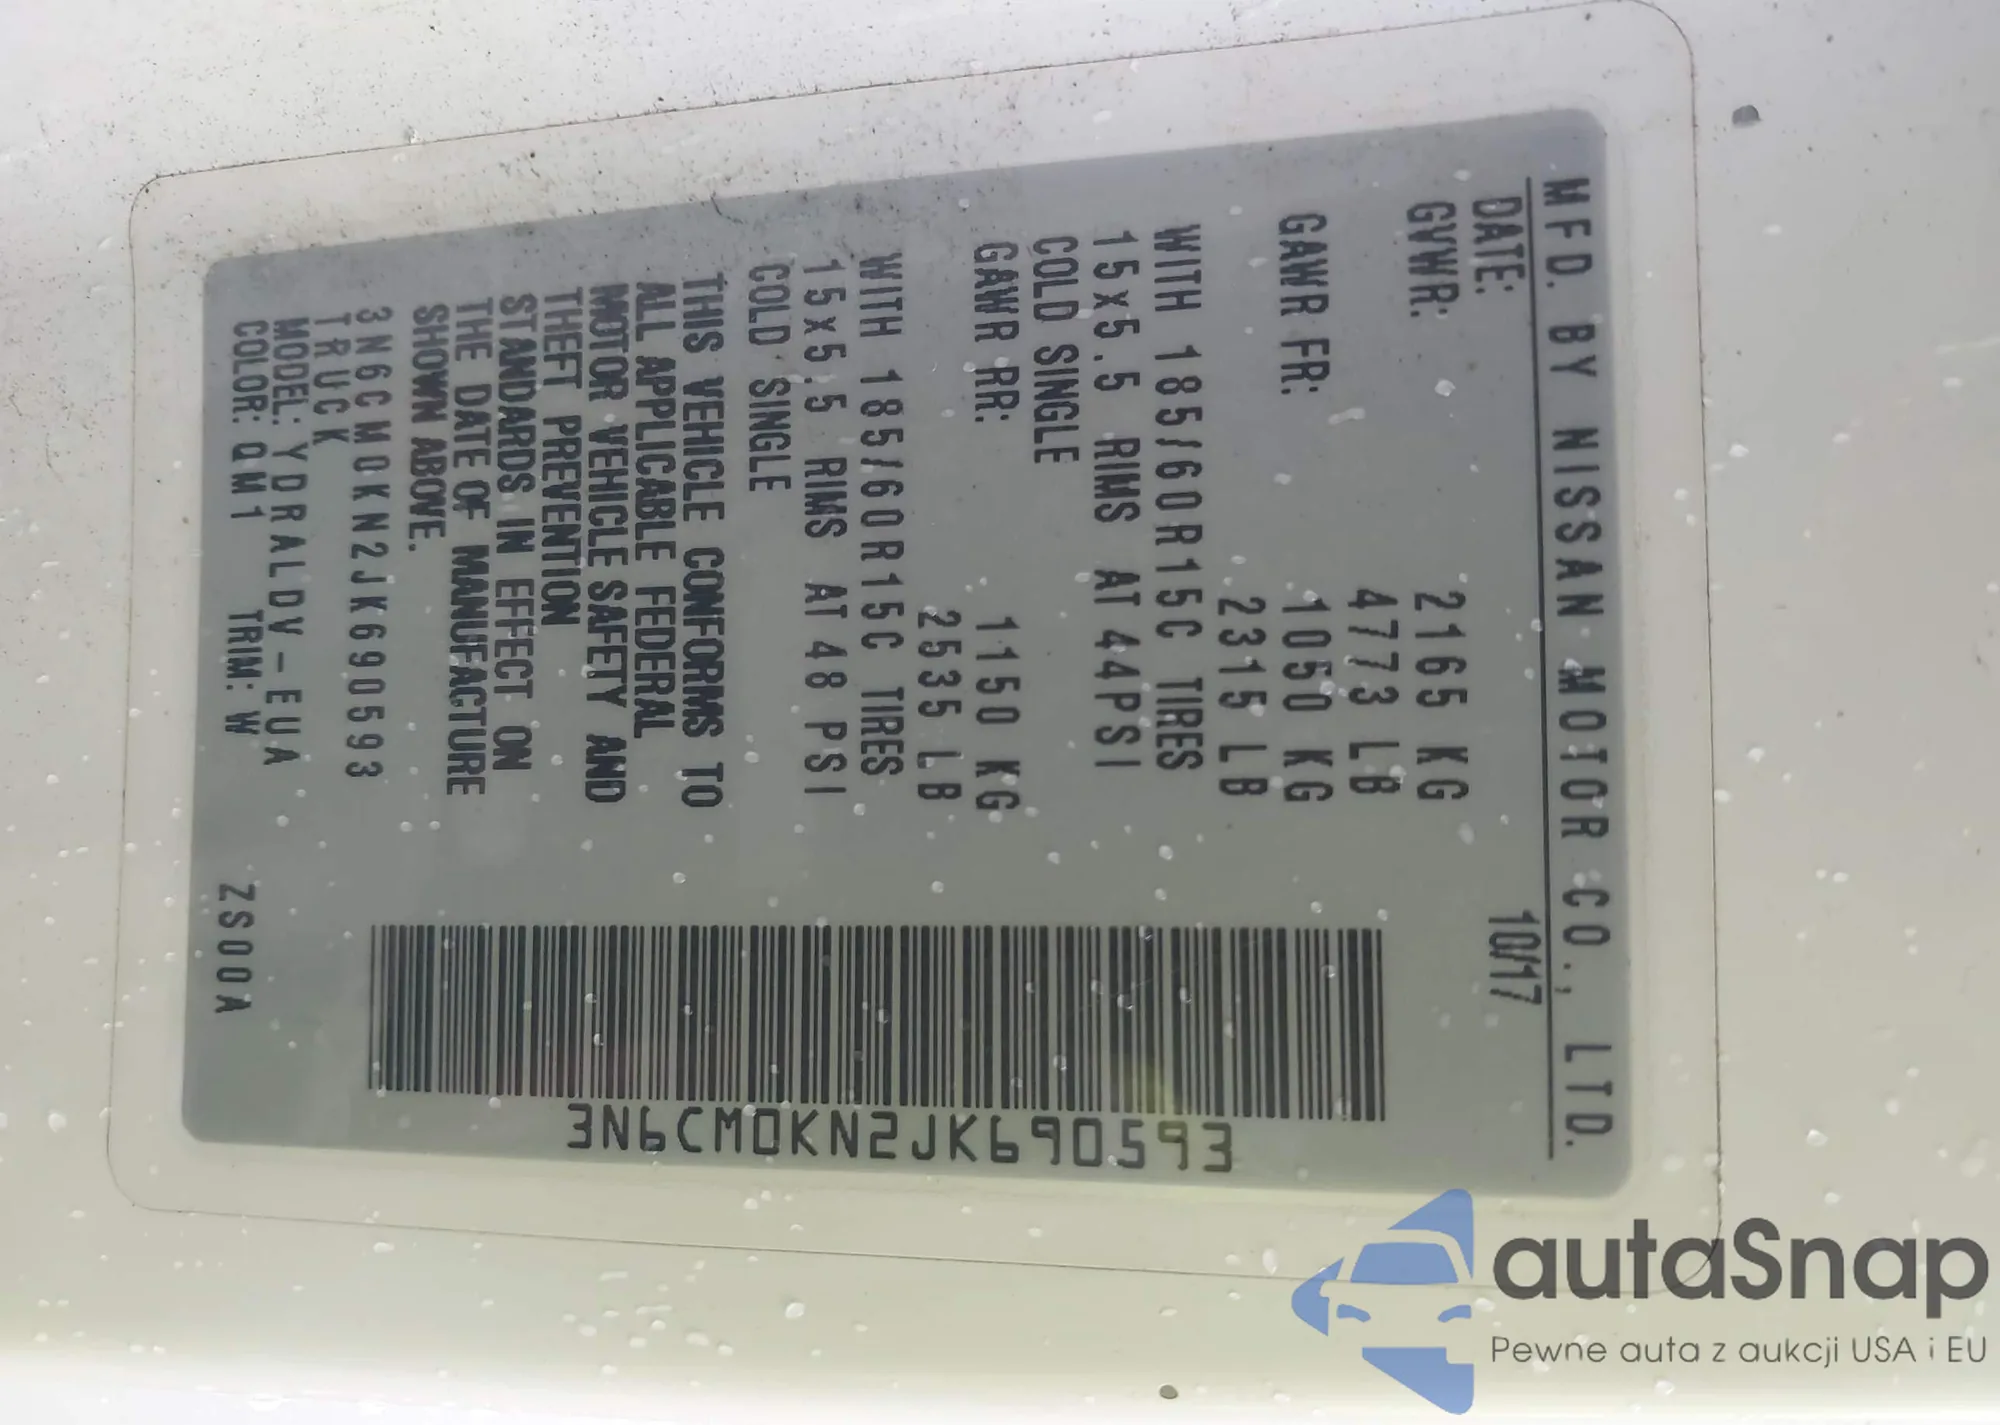 MFD. BY NISSAN MOTOR CO., LTD.
DATE: 10/17
GVWR: 2165 KG
4773 LB
GAWR FR: 1050 KG
2315 LB
WITH 185/60R15C TIRES
15x5.5 RIMS AT 44PSI
COLD SINGLE
GAWR RR: 1150 KG
2535 LB
WITH 185/60R15C TIRES
15x5.5 RIMS AT 48 PSI
COLD SINGLE
THIS VEHICLE CONFORMS TO
ALL APPLICABLE FEDERAL
MOTOR VEHICLE SAFETY AND
THEFT PREVENTION
STANDARDS IN EFFECT ON
THE DATE OF MANUFACTURE
SHOWN ABOVE.
3N6CM0KN2JK690593
TRUCK
MODEL: YDRALDV-EUA
COLOR: QM1 TRIM: W ZS00A
3N6CM0KN2JK690593
autaSnap
Pewne auta z aukcji USA i EU